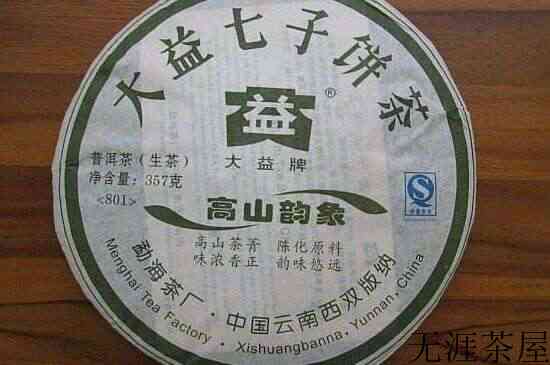 大益七子饼茶
益
®
大益牌
普洱茶（生茶）
净含量：357克
<801>
高山韵象
高山茶菁 陈化原料
味浓香正 韵味悠远
勐海茶厂·中国云南西双版纳
Menghai Tea Factory · Xishuangbanna, Yunnan, China
无涯茶屋